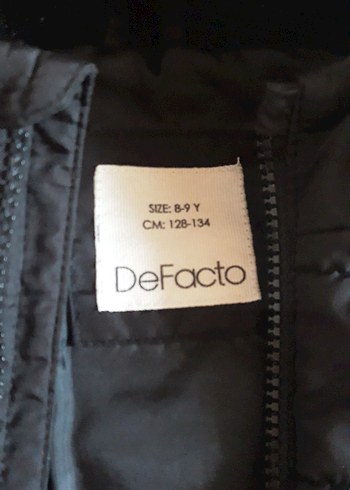 SIZE: 8-9 Y
CM: 128-134
DeFacto